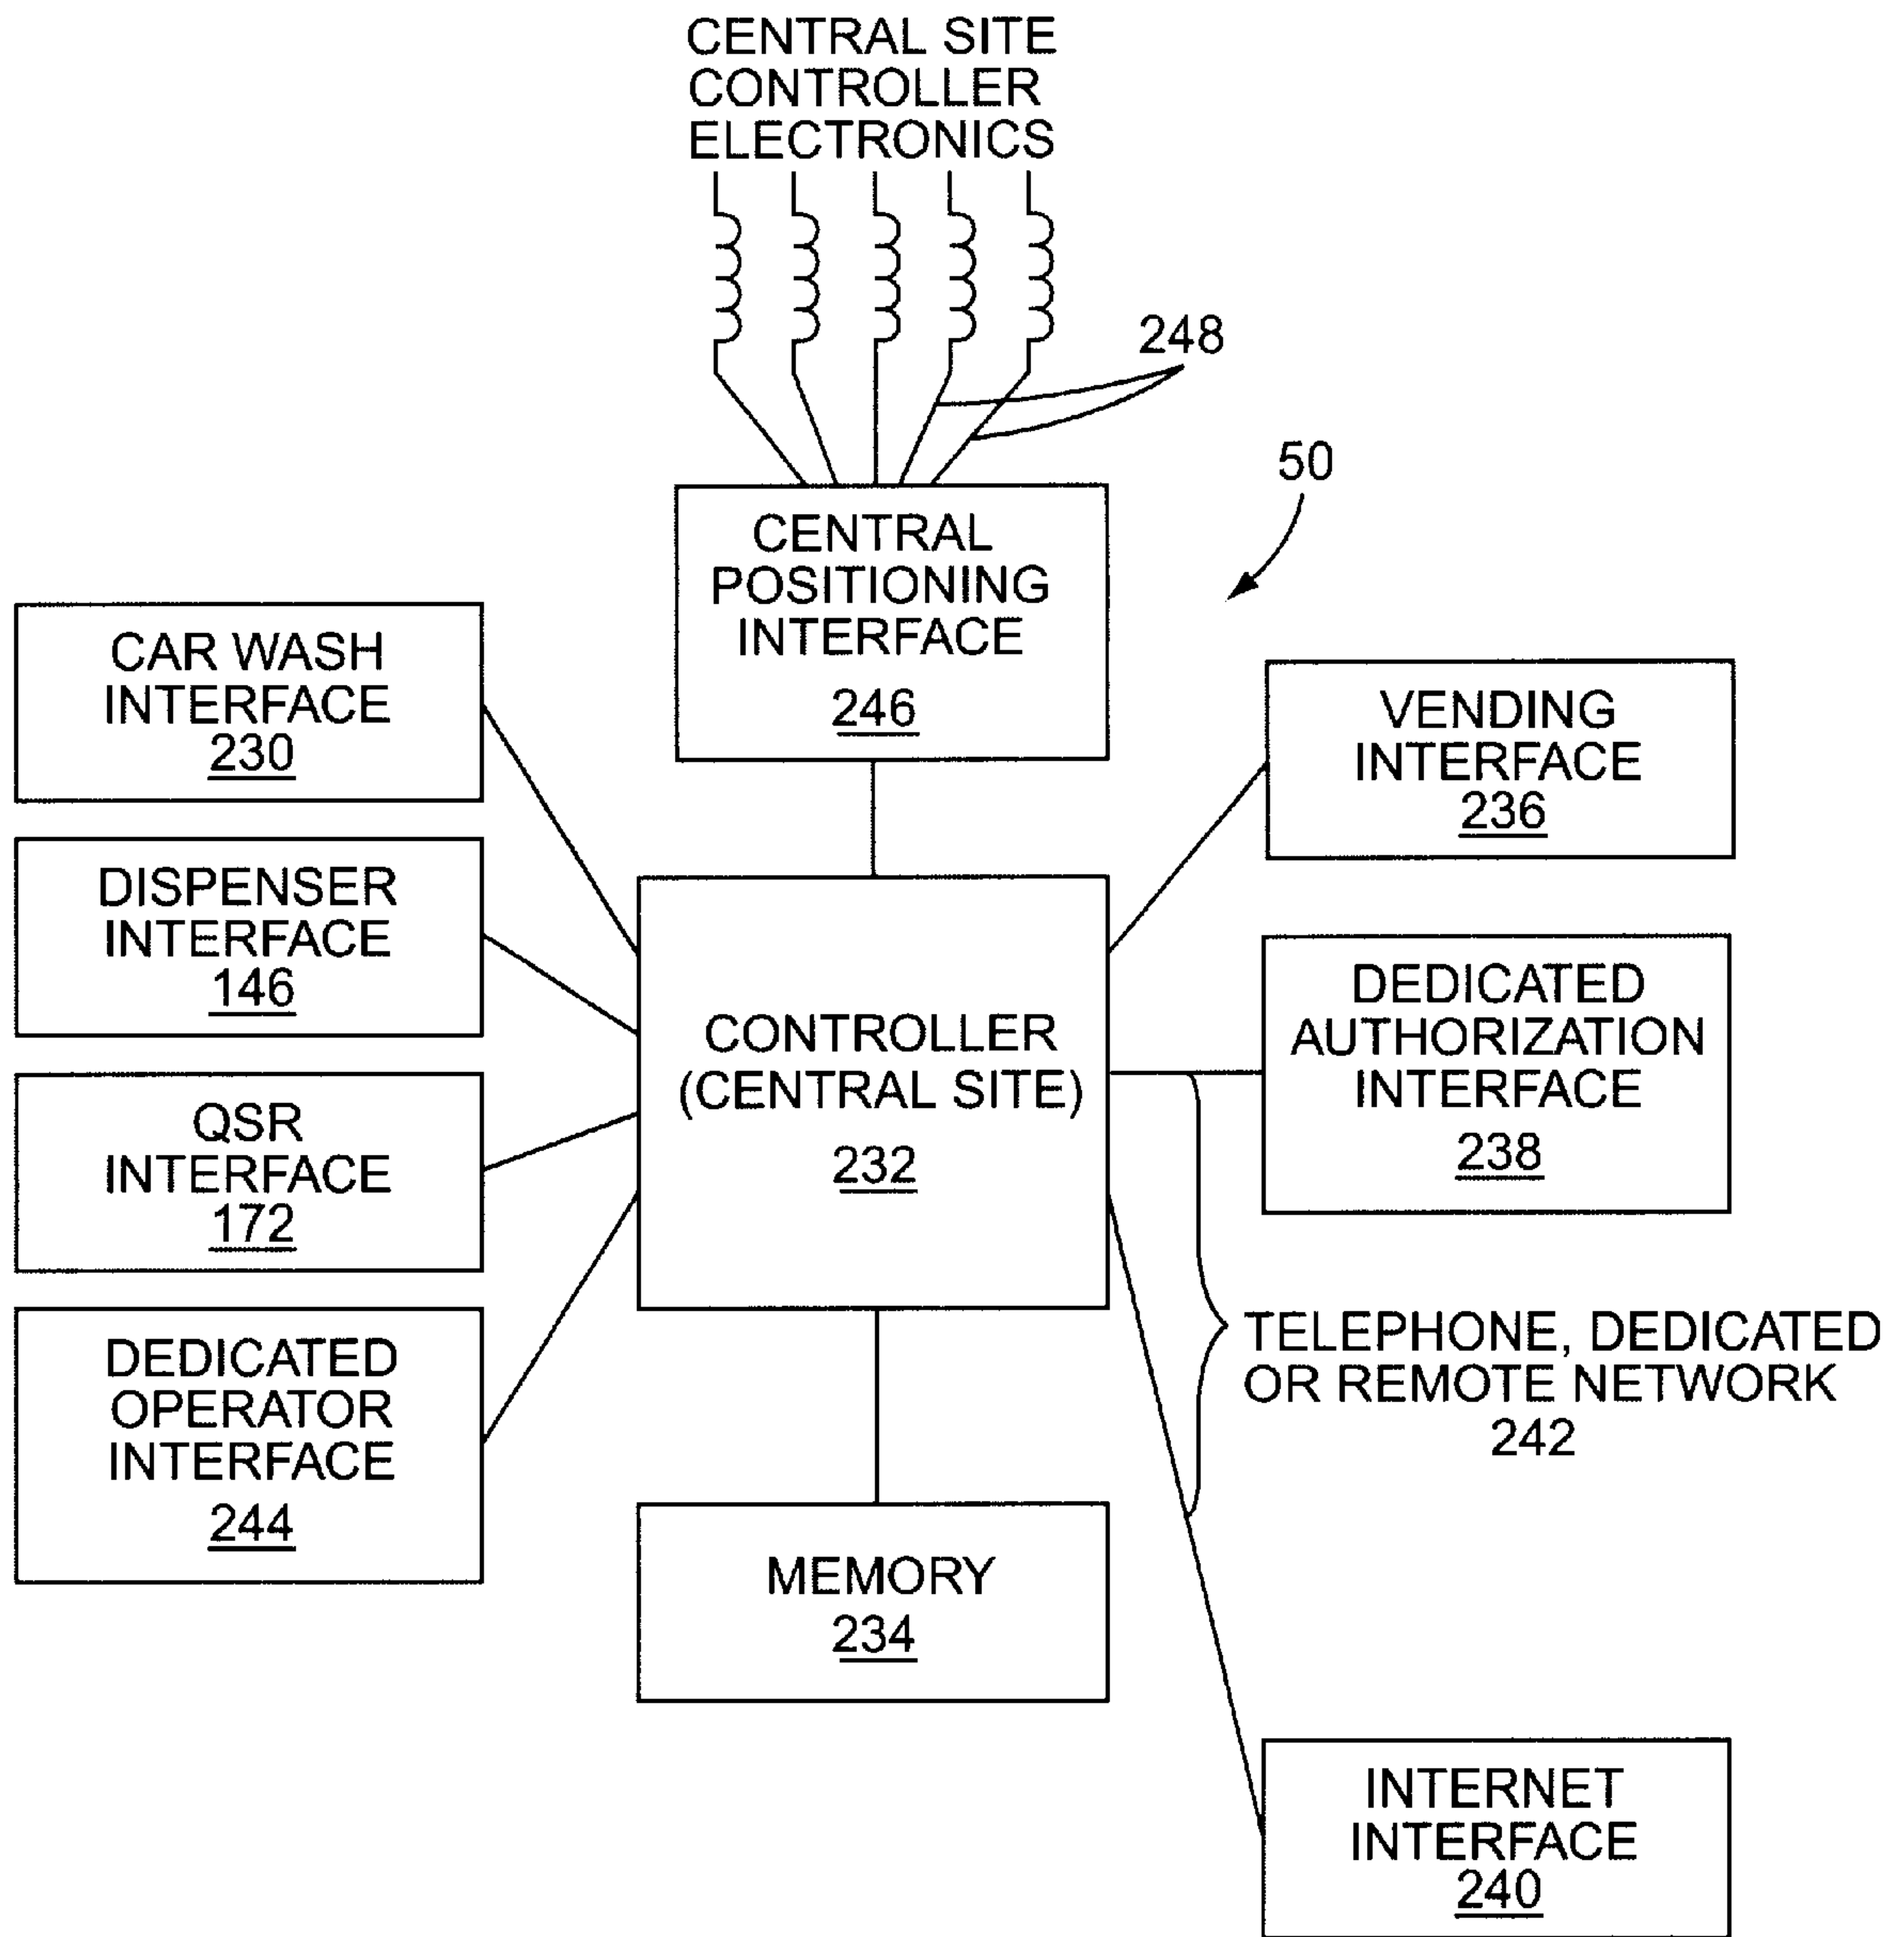 CENTRAL SITE
CONTROLLER
ELECTRONICS
248
50
CENTRAL
POSITIONING
INTERFACE
246
CAR WASH
INTERFACE
230
VENDING
INTERFACE
236
DISPENSER
INTERFACE
146
DEDICATED
AUTHORIZATION
INTERFACE
238
CONTROLLER
(CENTRAL SITE)
232
QSR
INTERFACE
172
TELEPHONE, DEDICATED
OR REMOTE NETWORK
242
DEDICATED
OPERATOR
INTERFACE
244
MEMORY
234
INTERNET
INTERFACE
240